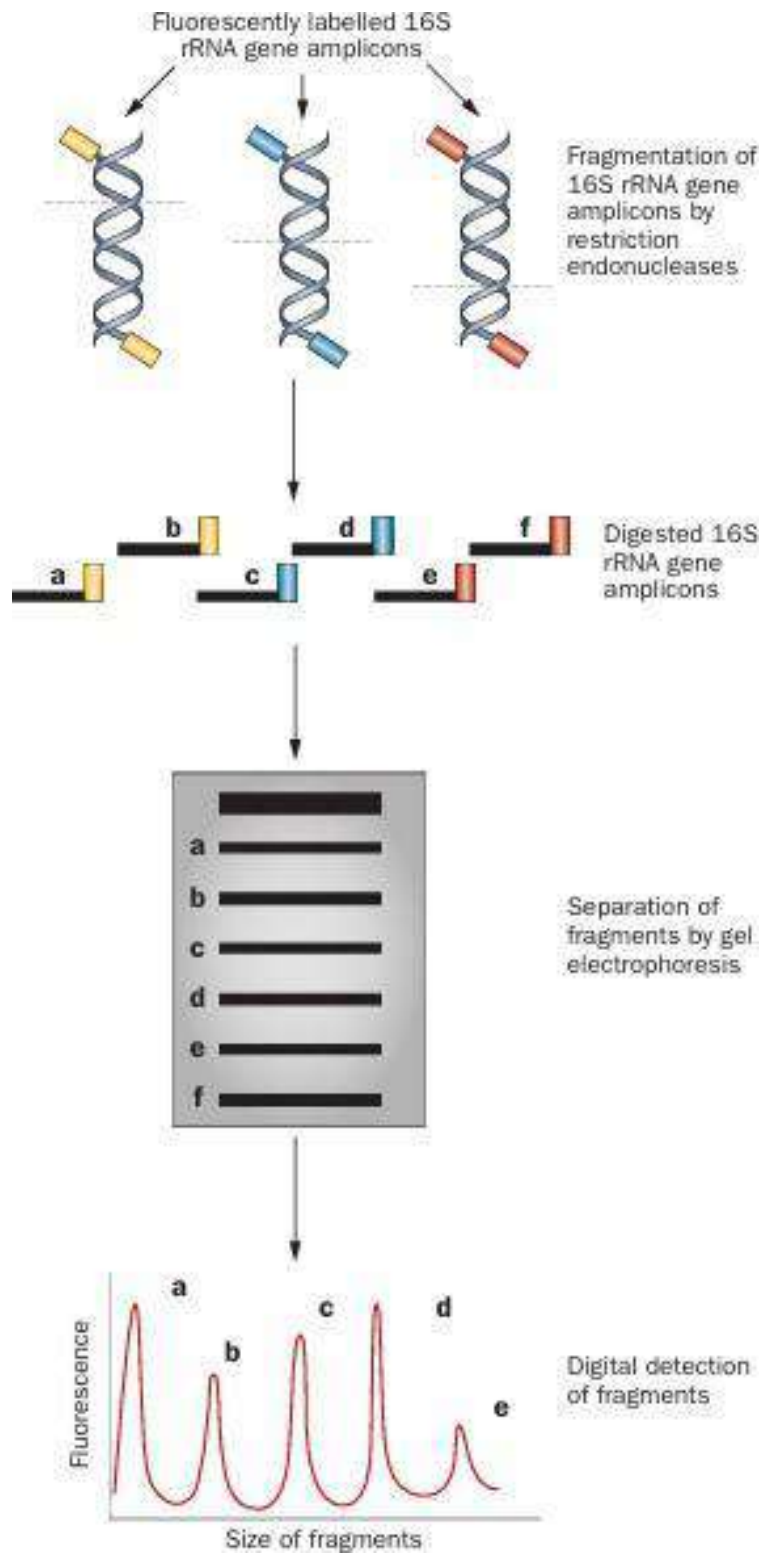 Fluorescently labelled 16S
rRNA gene amplicons
Fragmentation of
16S rRNA gene
amplicons by
restriction
endonucleases
b
d
f
a
c
e
Digested 16S
rRNA gene
amplicons
a
b
c
d
e
f
Separation of
fragments by gel
electrophoresis
a
b
c
d
e
Fluorescence
Size of fragments
Digital detection
of fragments